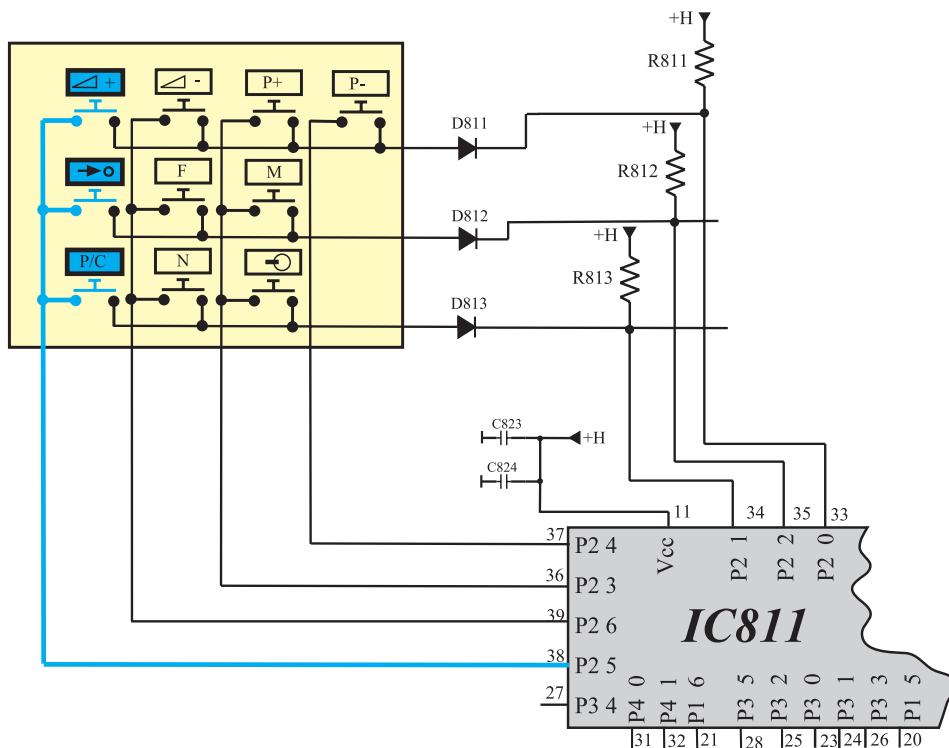 +H
R811
+
-
P+
P-
D811
+H
R812
F
M
D812
+H
R813
P/C
N
D813
C823
+H
C824
11
34
35
33
37
P2 4
Vcc
P2 1
P2 2
P2 0
36
P2 3
39
P2 6
IC811
38
P2 5
27
P3 4
P4 0
P4 1
P1 6
P3 5
P3 2
P3 0
P3 1
P3 3
P1 5
31
32
21
28
25
23
24
26
20